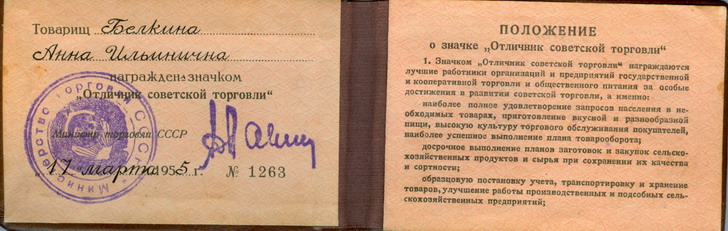 Товарищ Белкина
Анна Ильинична
награжден а значком
„Отличник советской торговли“
Министр торговли СССР
17 марта 1955 г. № 1263
Министерство торговли СССР
ПОЛОЖЕНИЕ
о значке „Отличник советской торговли“
1. Значком „Отличник советской торговли“ награждаются
лучшие работники организаций и предприятий государственной
и кооперативной торговли и общественного питания за особые
достижения в развитии советской торговли, а именно:
наиболее полное удовлетворение запросов населения в не-
обходимых товарах, приготовление вкусной и разнообразной
пищи, высокую культуру торгового обслуживания покупателей,
наиболее успешное выполнение плана товарооборота;
досрочное выполнение планов заготовок и закупок сельско-
хозяйственных продуктов и сырья при сохранении их качества
и сортности;
образцовую постановку учета, транспортировку и хранение
товаров, улучшение работы производственных и подсобных сель-
скохозяйственных предприятий;